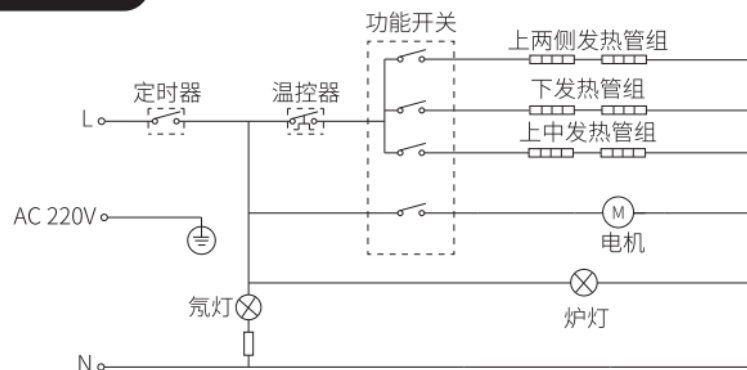 功能开关
上两侧发热管组
定时器
温控器
下发热管组
L
上中发热管组
AC 220V
M
电机
氖灯
炉灯
N